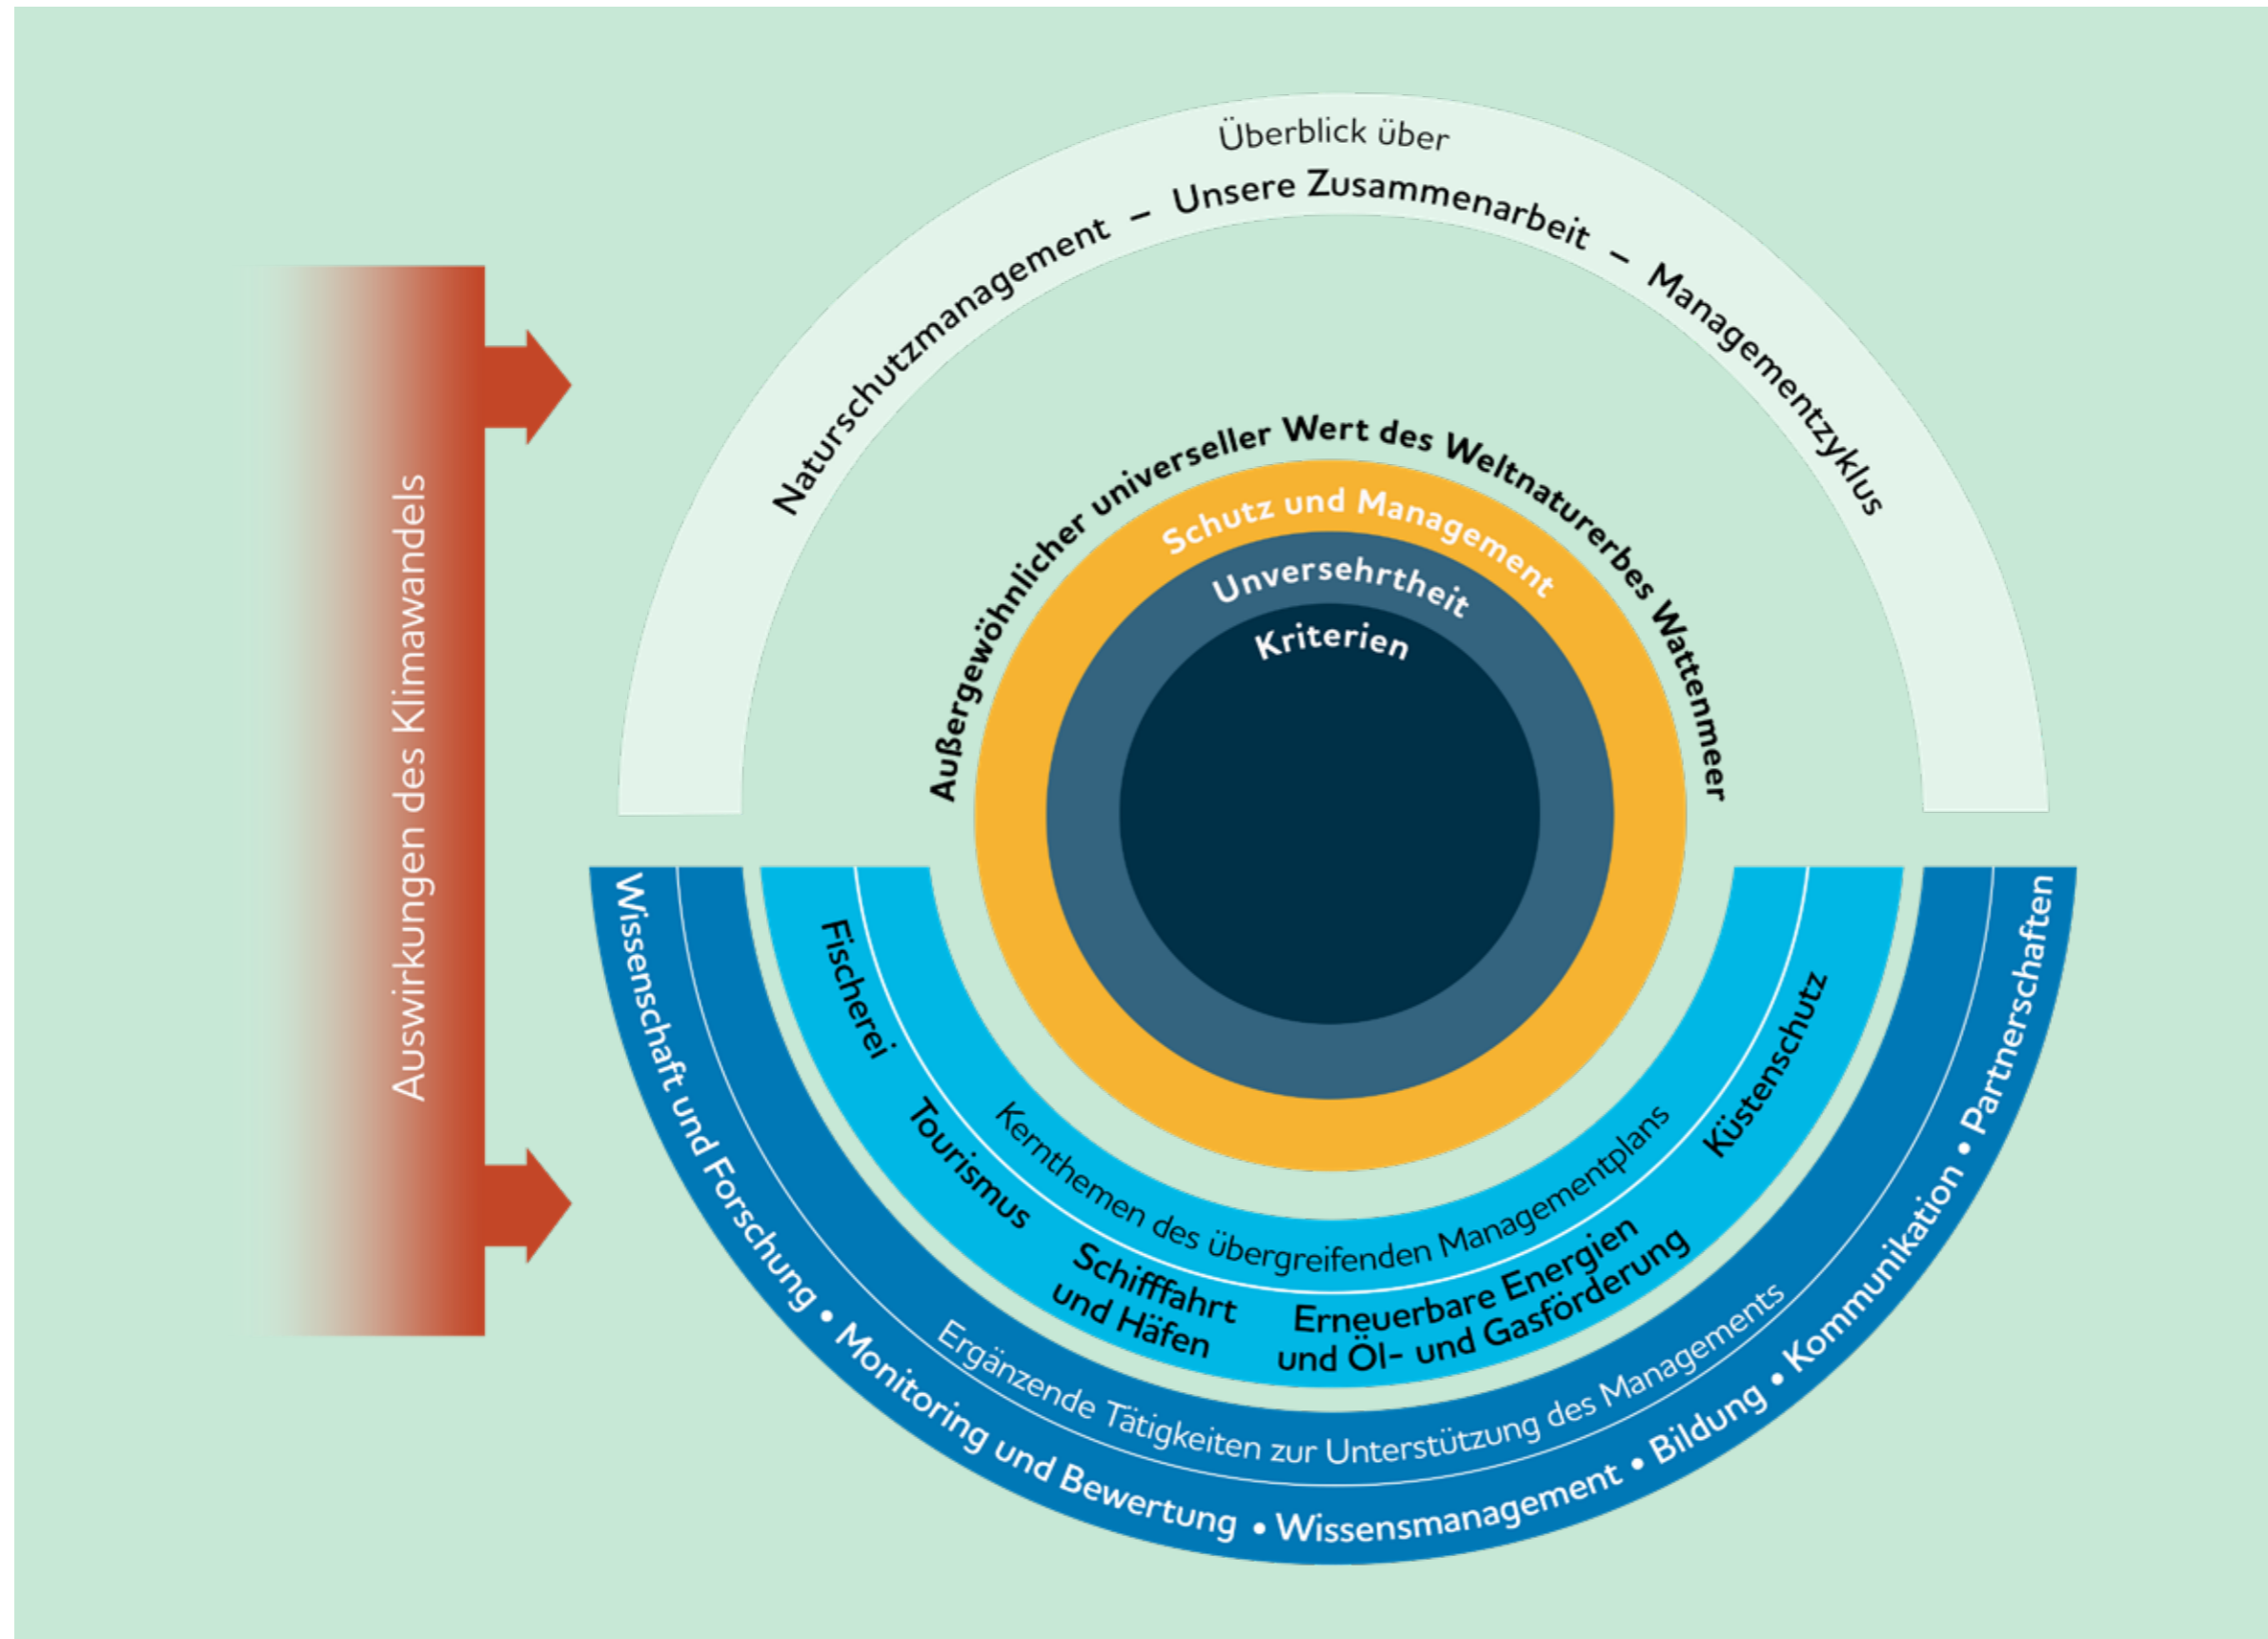 Überblick über
Naturschutzmanagement – Unsere Zusammenarbeit – Managementzyklus
Auswirkungen des Klimawandels
Außergewöhnlicher universeller Wert des Weltnaturerbes Wattenmeer
Schutz und Management
Unversehrtheit
Kriterien
Kernthemen des übergreifenden Managementplans
Fischerei
Tourismus
Schifffahrt
und Häfen
Erneuerbare Energien
und Öl- und Gasförderung
Küstenschutz
Ergänzende Tätigkeiten zur Unterstützung des Managements
Wissenschaft und Forschung • Monitoring und Bewertung • Wissensmanagement • Bildung • Kommunikation • Partnerschaften